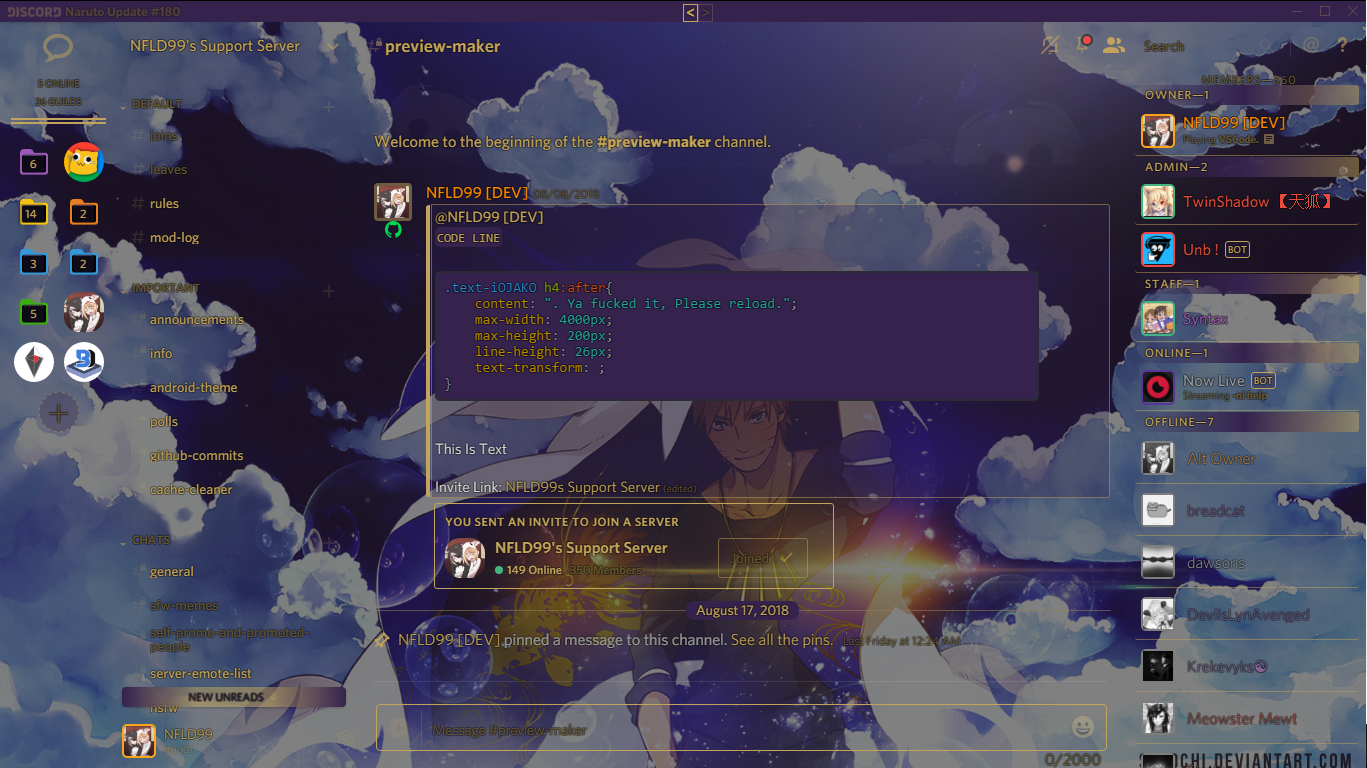 DISCORD Naruto Update #180
< >
5 ONLINE
36 GUILDS
6
14
2
3
2
5
NFLD99's Support Server
DEFAULT
joins
leaves
rules
mod-log
IMPORTANT
announcements
info
android-theme
polls
github-commits
cache-cleaner
CHATS
general
sfw-memes
self-promo-and-promoted-
people
server-emote-list
NEW UNREADS
nsfw
NFLD99
# preview-maker
Search
Welcome to the beginning of the #preview-maker channel.
NFLD99 [DEV] 08/08/2018
@NFLD99 [DEV]
CODE LINE
.text-iOJAKO h4:after{
content: ". Ya fucked it, Please reload.";
max-width: 4000px;
max-height: 200px;
line-height: 26px;
text-transform: ;
}
This Is Text
Invite Link: NFLD99s Support Server (edited)
YOU SENT AN INVITE TO JOIN A SERVER
NFLD99's Support Server
149 Online 350 Members
Joined
August 17, 2018
NFLD99 [DEV] pinned a message to this channel. See all the pins. Last Friday at 12:24 AM
Message #preview-maker
0/2000
MEMBERS—260
OWNER—1
NFLD99 [DEV]
Playing VSCode.
ADMIN—2
TwinShadow 【天狐】
Unb ! BOT
STAFF—1
Syntax
ONLINE—1
Now Live BOT
Streaming -nl help
OFFLINE—7
Alt Owner
breadcat
dawsons
DevilsLynAvenged
Krekevyks
Meowster Mewt
OCHI.DEVIANTART.COM